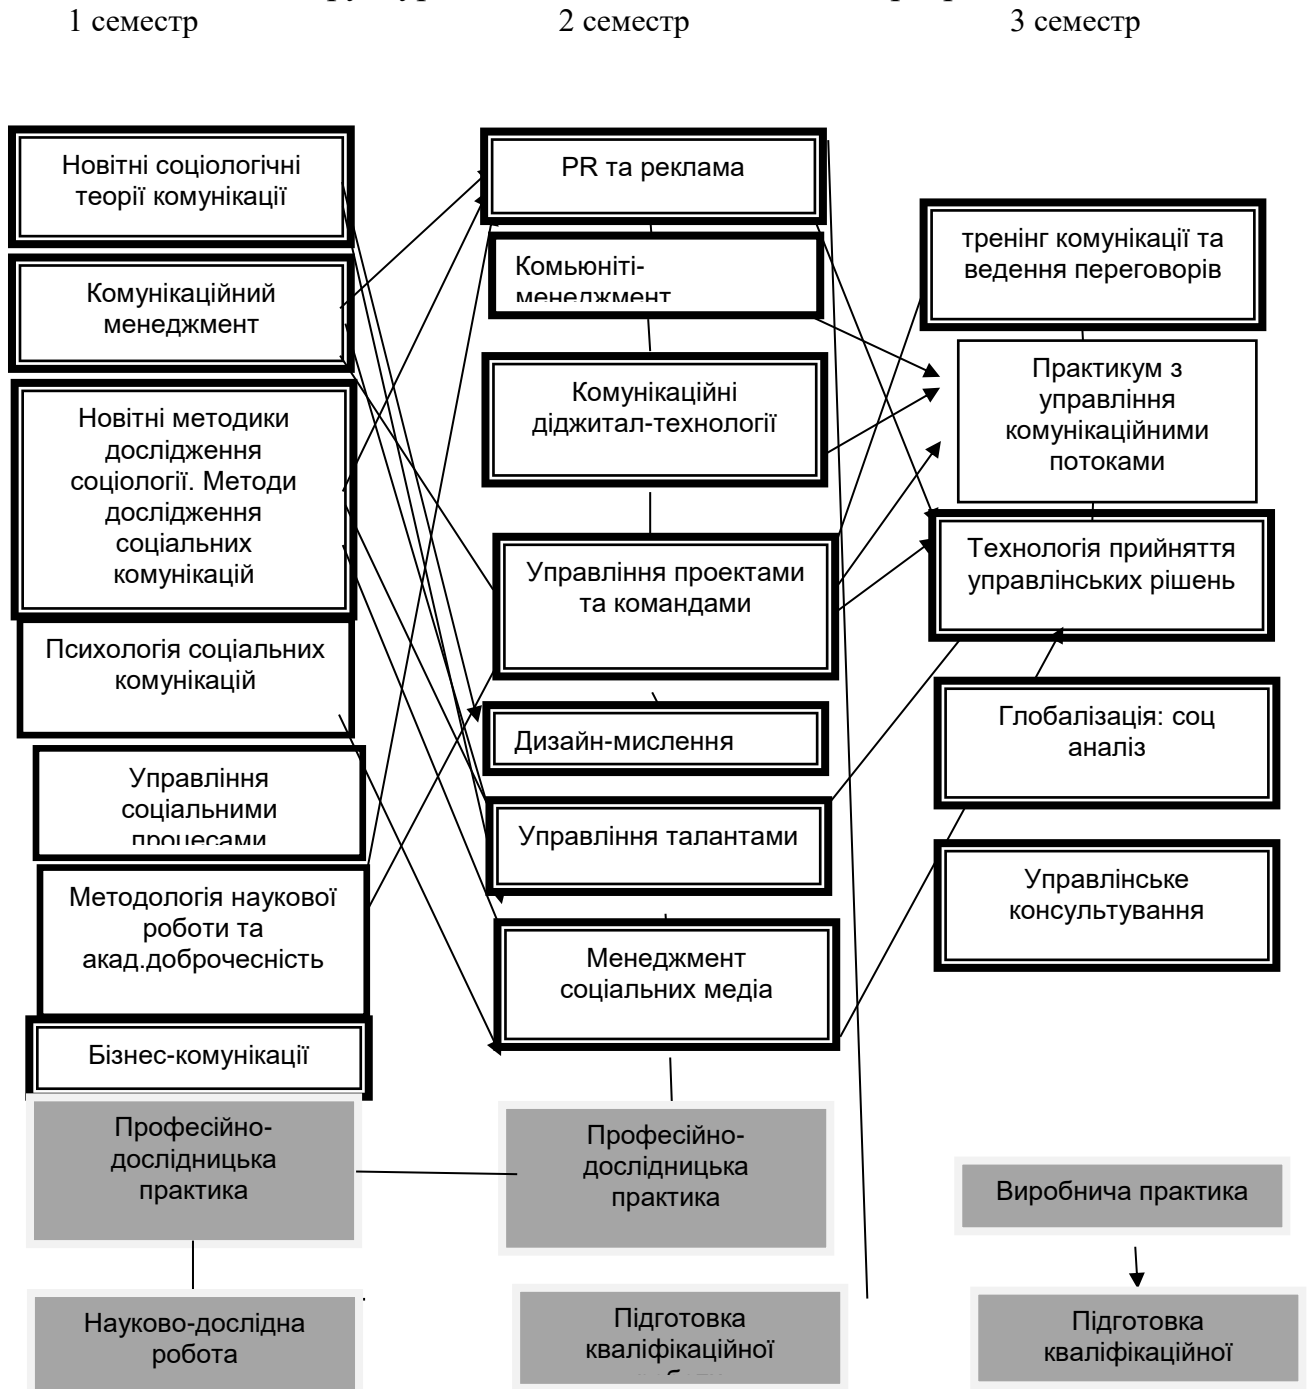 1 семестр
2 семестр
3 семестр
Новітні соціологічні
теорії комунікації
Комунікаційний
менеджмент
Новітні методики
дослідження
соціології. Методи
дослідження
соціальних
комунікацій
Психологія соціальних
комунікацій
Управління
соціальними
процесами
Методологія наукової
роботи та
акад.доброчесність
Бізнес-комунікації
Професійно-
дослідницька
практика
Науково-дослідна
робота
PR та реклама
Комьюніті-
менеджмент
Комунікаційні
діджитал-технології
Управління проектами
та командами
Дизайн-мислення
Управління талантами
Менеджмент
соціальних медіа
Професійно-
дослідницька
практика
Підготовка
кваліфікаційної
тренінг комунікації та
ведення переговорів
Практикум з
управління
комунікаційними
потоками
Технологія прийняття
управлінських рішень
Глобалізація: соц
аналіз
Управлінське
консультування
Виробнича практика
Підготовка
кваліфікаційної